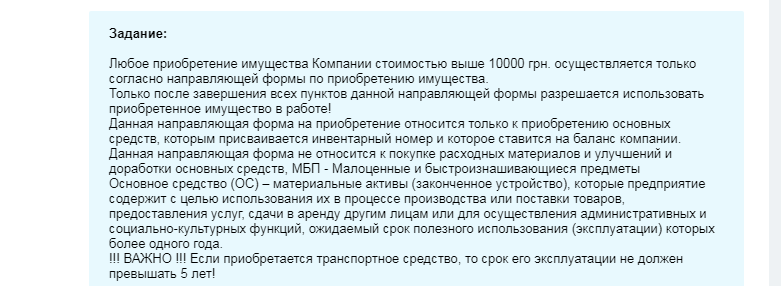 Задание:
Любое приобретение имущества Компании стоимостью выше 10000 грн. осуществляется только
согласно направляющей формы по приобретению имущества.
Только после завершения всех пунктов данной направляющей формы разрешается использовать
приобретенное имущество в работе!
Данная направляющая форма на приобретение относится только к приобретению основных
средств, которым присваивается инвентарный номер и которое ставится на баланс компании.
Данная направляющая форма не относится к покупке расходных материалов и улучшений и
доработки основных средств, МБП - Малоценные и быстроизнашивающиеся предметы
Основное средство (ОС) – материальные активы (законченное устройство), которые предприятие
содержит с целью использования их в процессе производства или поставки товаров,
предоставления услуг, сдачи в аренду другим лицам или для осуществления административных и
социально-культурных функций, ожидаемый срок полезного использования (эксплуатации) которых
более одного года.
!!! ВАЖНО !!! Если приобретается транспортное средство, то срок его эксплуатации не должен
превышать 5 лет!